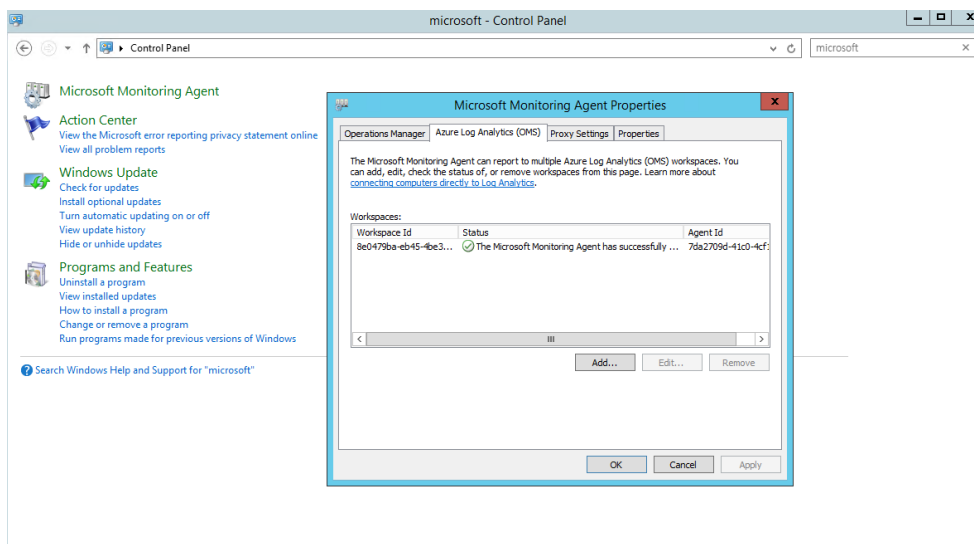 microsoft - Control Panel
Control Panel
microsoft
Microsoft Monitoring Agent
Action Center
View the Microsoft error reporting privacy statement online
View all problem reports
Windows Update
Check for updates
Install optional updates
Turn automatic updating on or off
View update history
Hide or unhide updates
Programs and Features
Uninstall a program
View installed updates
How to install a program
Change or remove a program
Run programs made for previous versions of Windows
Search Windows Help and Support for "microsoft"
Microsoft Monitoring Agent Properties
Operations Manager Azure Log Analytics (OMS) Proxy Settings Properties
The Microsoft Monitoring Agent can report to multiple Azure Log Analytics (OMS) workspaces. You
can add, edit, check the status of, or remove workspaces from this page. Learn more about
connecting computers directly to Log Analytics.
Workspaces:
Workspace Id Status Agent Id
8e0479ba-eb45-4be3... The Microsoft Monitoring Agent has successfully ... 7da2709d-41c0-4cf1
Add... Edit... Remove
OK Cancel Apply